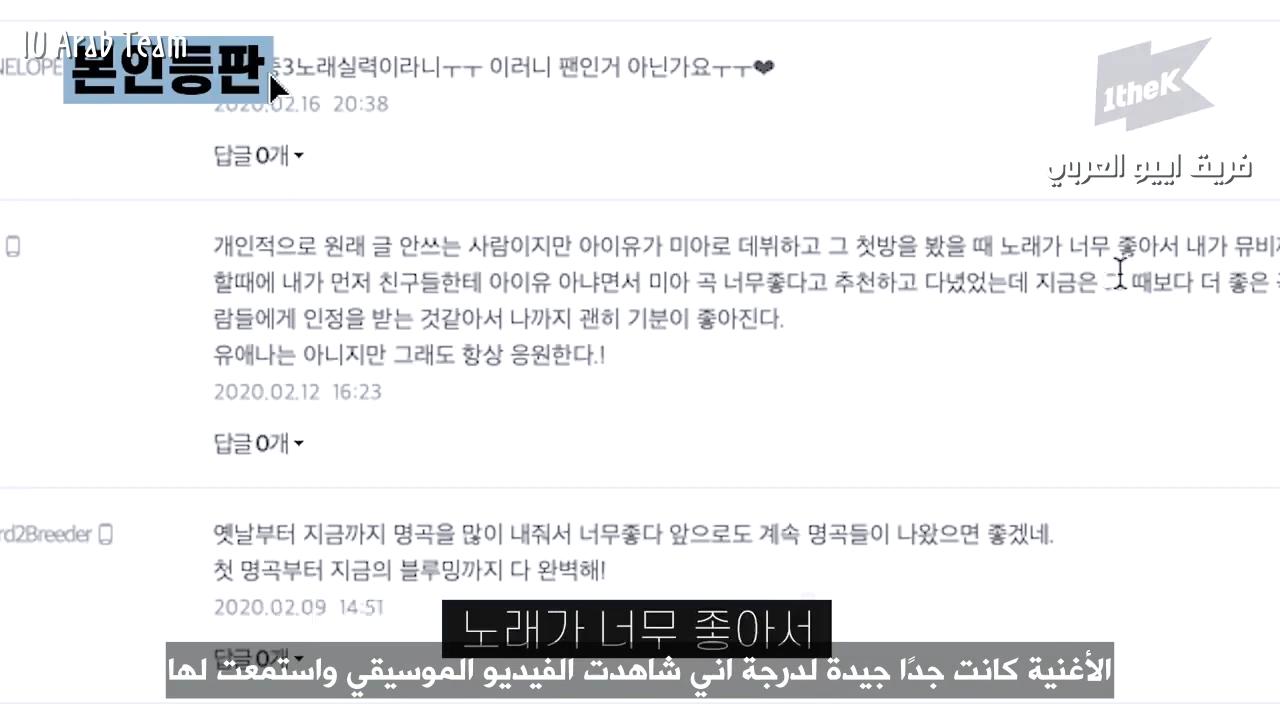 IU Arab Team
본인등판
1theK
فريق اييو العربي
3노래실력이라니ㅜㅜ 이러니 팬인거 아닌가요ㅜㅜ❤
2020.02.16 20:38
답글 0개
개인적으로 원래 글 안쓰는 사람이지만 아이유가 미아로 데뷔하고 그 첫방을 봤을 때 노래가 너무 좋아서 내가 뮤비
할때에 내가 먼저 친구들한테 아이유 아냐면서 미아 곡 너무좋다고 추천하고 다녔었는데 지금은 때보다 더 좋은
람들에게 인정을 받는 것같아서 나까지 괜히 기분이 좋아진다.
유애나는 아니지만 그래도 항상 응원한다.!
2020.02.12 16:23
답글 0개
rd2Breeder
옛날부터 지금까지 명곡을 많이 내줘서 너무좋다 앞으로도 계속 명곡들이 나왔으면 좋겠네.
첫 명곡부터 지금의 블루밍까지 다 완벽해!
2020.02.09 14:51
답글 0개
노래가 너무 좋아서
الأغنية كانت جدًا جيدة لدرجة اني شاهدت الفيديو الموسيقي واستمعت لها